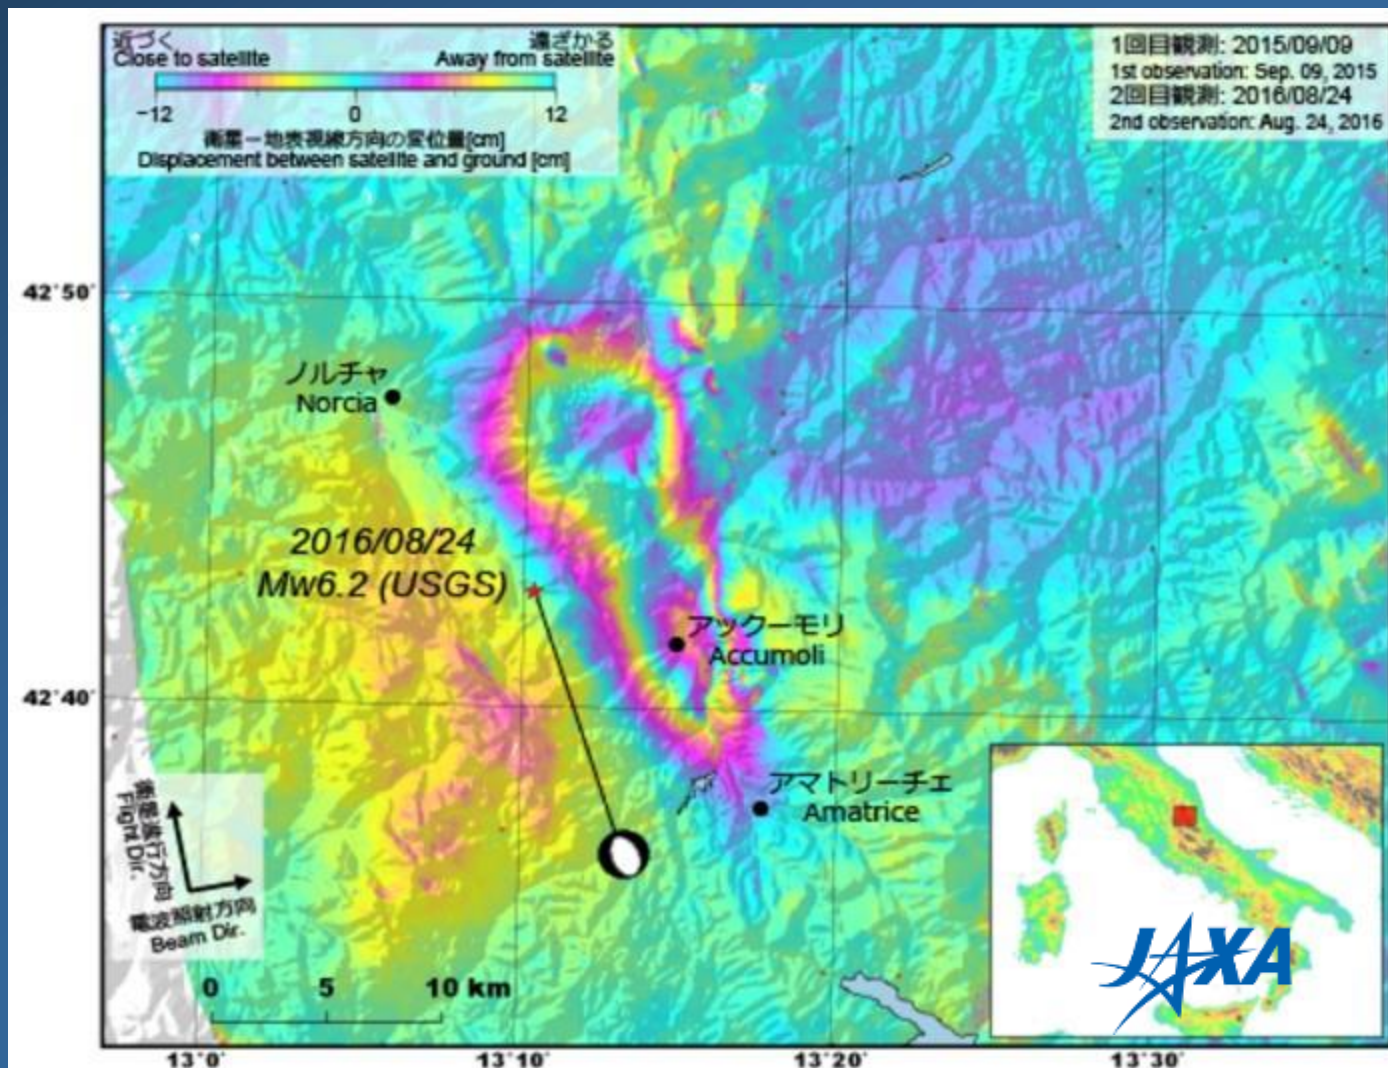 近づく 遠ざかる
Close to satellite Away from satellite
−12 0 12
衛星－地表視線方向の変位量[cm]
Displacement between satellite and ground [cm]
1回目観測: 2015/09/09
1st observation: Sep. 09, 2015
2回目観測: 2016/08/24
2nd observation: Aug. 24, 2016
42˚50'
ノルチャ
Norcia
2016/08/24
Mw6.2 (USGS)
アックーモリ
Accumoli
42˚40'
アマトリーチェ
Amatrice
衛星進行方向
Flight Dir.
電波照射方向
Beam Dir.
0 5 10 km
JAXA
13˚0' 13˚10' 13˚20' 13˚30'